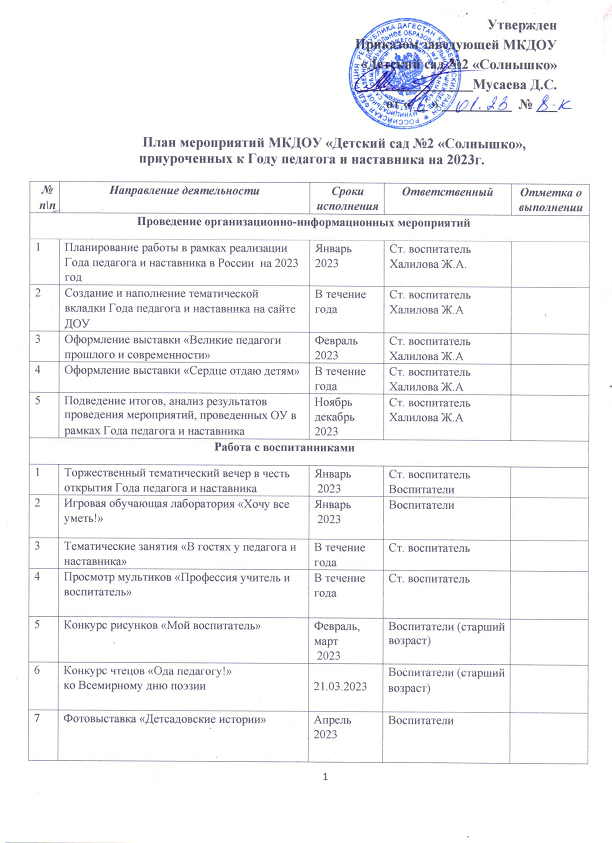 Утвержден
Приказом заведующей МКДОУ
«Детский сад №2 «Солнышко»
Мусаева Д.С.
от « 16 » 01.23 № 8-к
План мероприятий МКДОУ «Детский сад №2 «Солнышко»,
приуроченных к Году педагога и наставника на 2023г.
№ п\п Направление деятельности Сроки исполнения Ответственный Отметка о выполнении
Проведение организационно-информационных мероприятий
1 Планирование работы в рамках реализации Январь Ст. воспитатель
Года педагога и наставника в России на 2023 2023 Халилова Ж.А.
год
2 Создание и наполнение тематической В течение Ст. воспитатель
вкладки Года педагога и наставника на сайте года Халилова Ж.А
ДОУ
3 Оформление выставки «Великие педагоги Февраль Ст. воспитатель
прошлого и современности» 2023 Халилова Ж.А
4 Оформление выставки «Сердце отдаю детям» В течение Ст. воспитатель
года Халилова Ж.А
5 Подведение итогов, анализ результатов Ноябрь Ст. воспитатель
проведения мероприятий, проведенных ОУ в декабрь Халилова Ж.А
рамках Года педагога и наставника 2023
Работа с воспитанниками
1 Торжественный тематический вечер в честь Январь Ст. воспитатель
открытия Года педагога и наставника 2023 Воспитатели
2 Игровая обучающая лаборатория «Хочу все Январь Воспитатели
уметь!» 2023
3 Тематические занятия «В гостях у педагога и В течение Ст. воспитатель
наставника» года
4 Просмотр мультиков «Профессия учитель и В течение Ст. воспитатель
воспитатель» года
5 Конкурс рисунков «Мой воспитатель» Февраль, Воспитатели (старший
март возраст)
2023
6 Конкурс чтецов «Ода педагогу!» Воспитатели (старший
ко Всемирному дню поэзии 21.03.2023 возраст)
7 Фотовыставка «Детсадовские истории» Апрель Воспитатели
2023
1